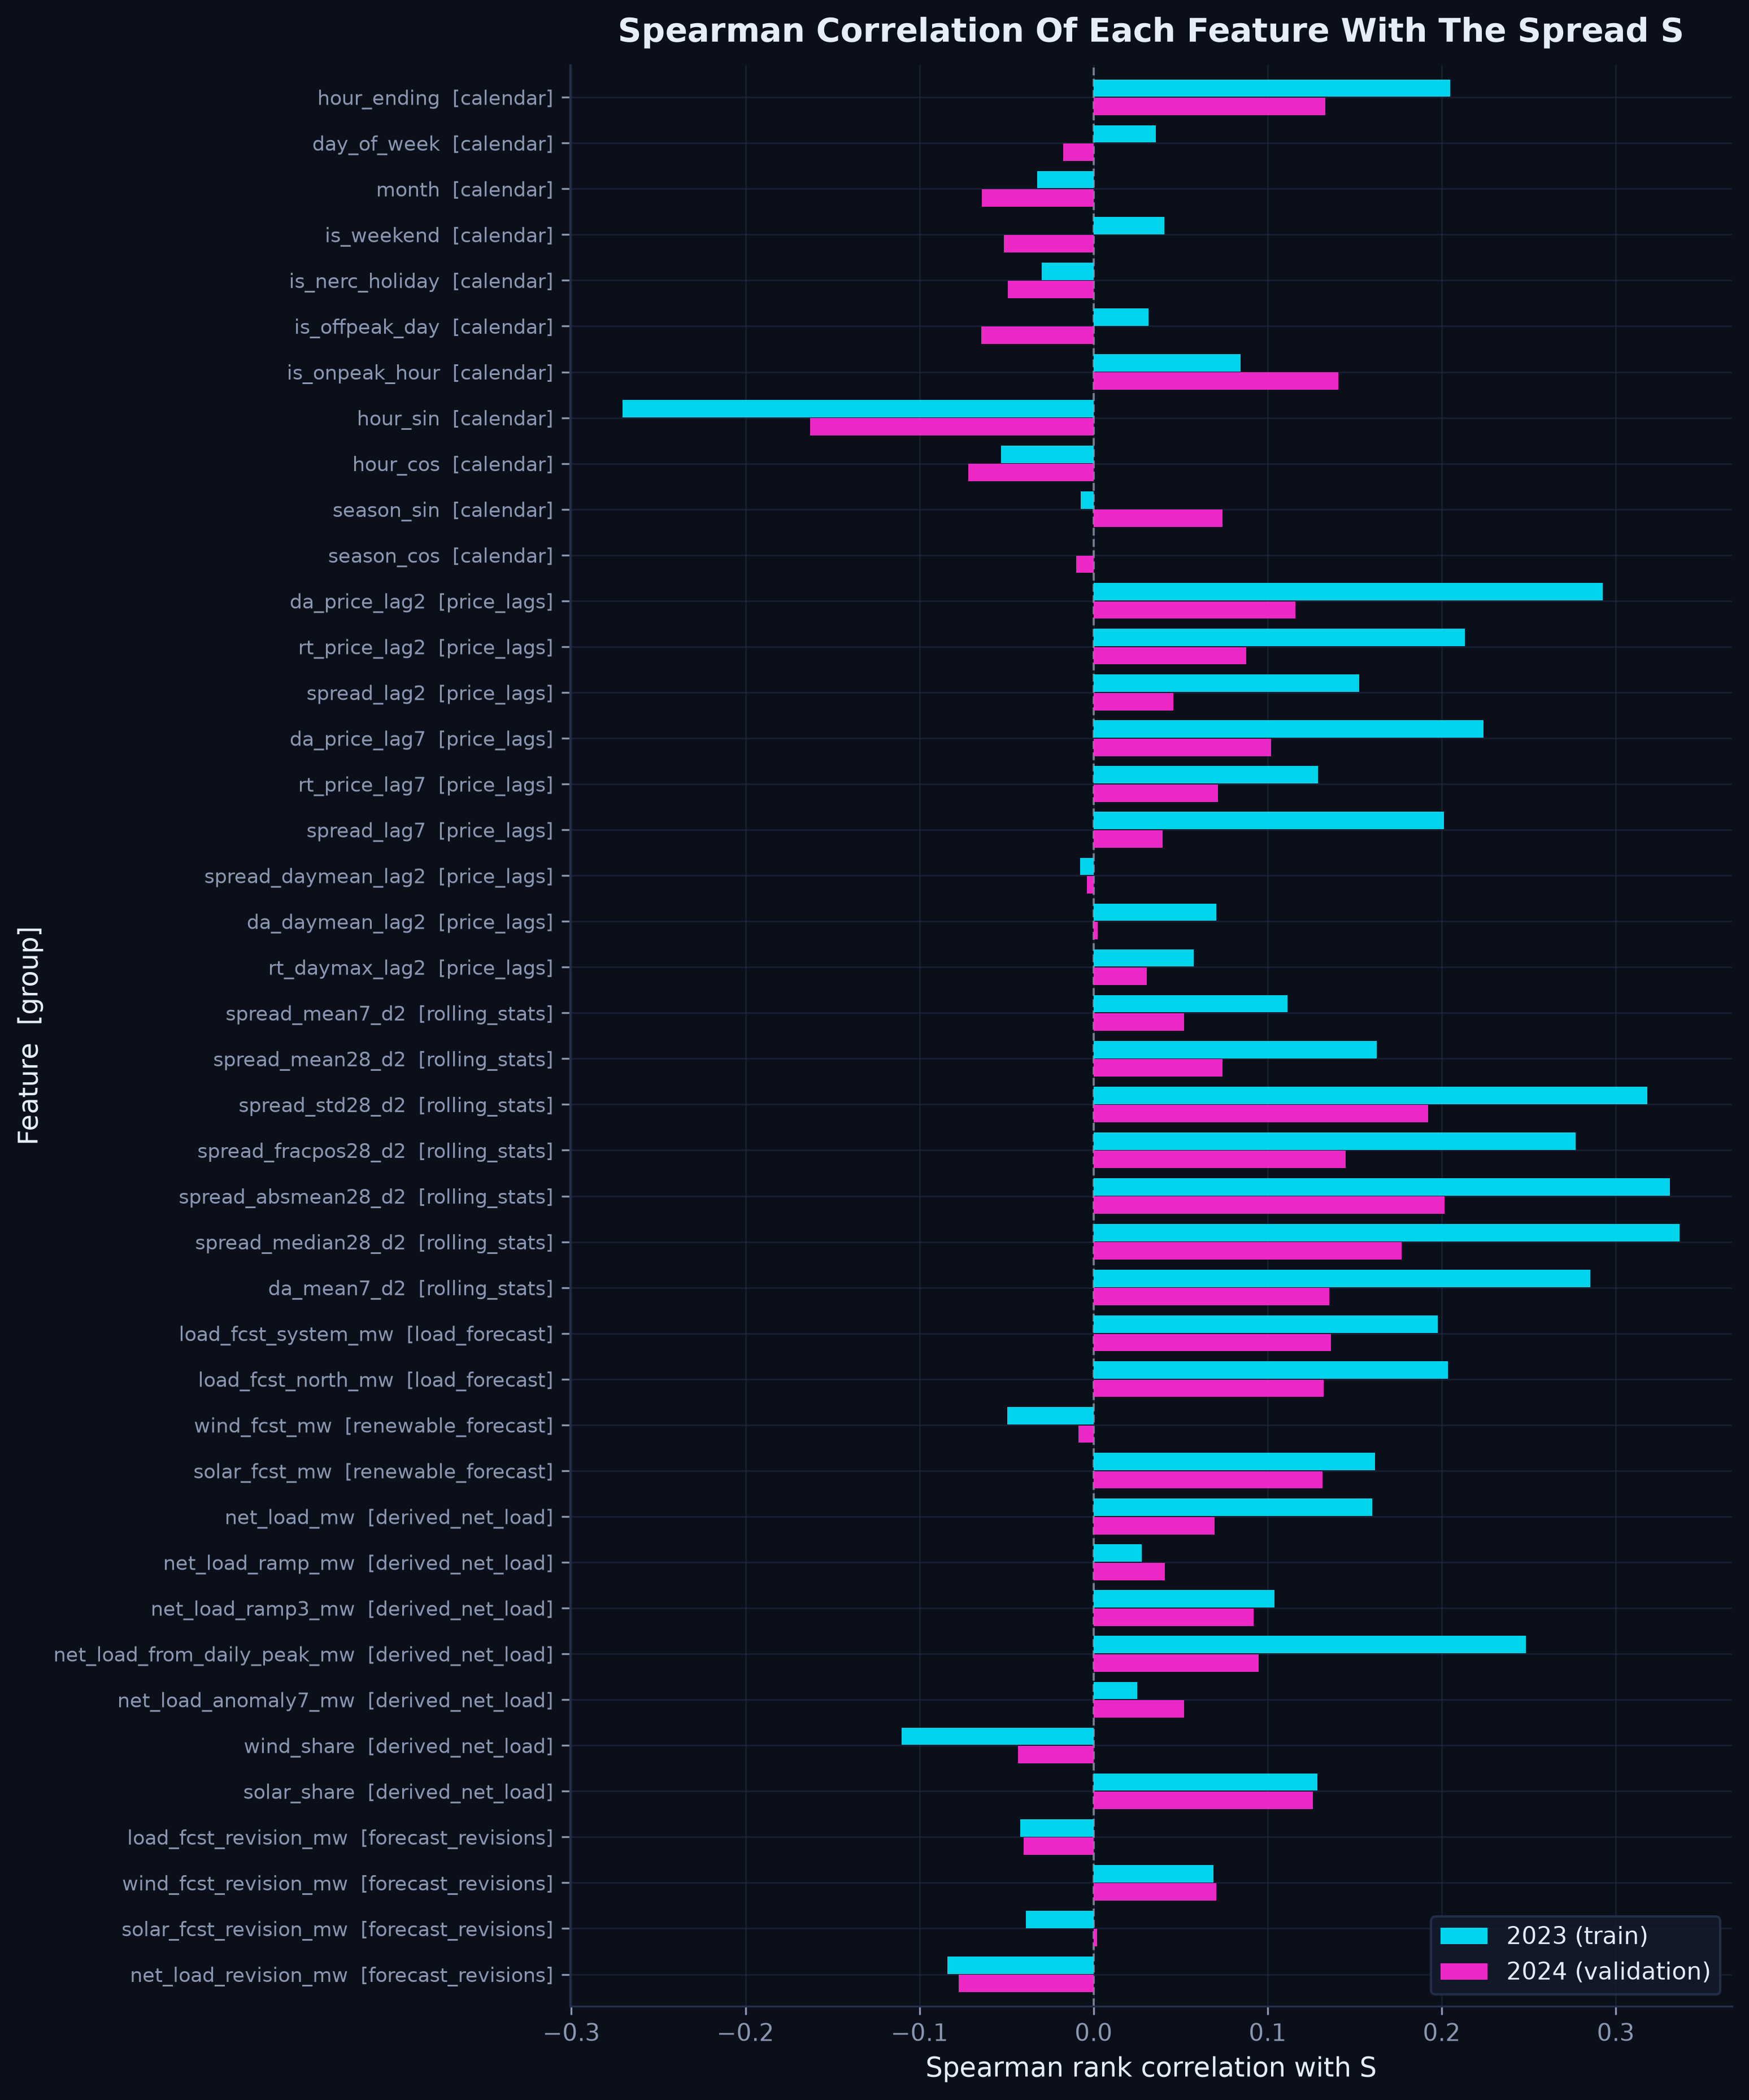 Spearman Correlation Of Each Feature With The Spread S
hour_ending [calendar]
day_of_week [calendar]
month [calendar]
is_weekend [calendar]
is_nerc_holiday [calendar]
is_offpeak_day [calendar]
is_onpeak_hour [calendar]
hour_sin [calendar]
hour_cos [calendar]
season_sin [calendar]
season_cos [calendar]
da_price_lag2 [price_lags]
rt_price_lag2 [price_lags]
spread_lag2 [price_lags]
da_price_lag7 [price_lags]
rt_price_lag7 [price_lags]
spread_lag7 [price_lags]
spread_daymean_lag2 [price_lags]
da_daymean_lag2 [price_lags]
rt_daymax_lag2 [price_lags]
spread_mean7_d2 [rolling_stats]
spread_mean28_d2 [rolling_stats]
spread_std28_d2 [rolling_stats]
spread_fracpos28_d2 [rolling_stats]
spread_absmean28_d2 [rolling_stats]
spread_median28_d2 [rolling_stats]
da_mean7_d2 [rolling_stats]
load_fcst_system_mw [load_forecast]
load_fcst_north_mw [load_forecast]
wind_fcst_mw [renewable_forecast]
solar_fcst_mw [renewable_forecast]
net_load_mw [derived_net_load]
net_load_ramp_mw [derived_net_load]
net_load_ramp3_mw [derived_net_load]
net_load_from_daily_peak_mw [derived_net_load]
net_load_anomaly7_mw [derived_net_load]
wind_share [derived_net_load]
solar_share [derived_net_load]
load_fcst_revision_mw [forecast_revisions]
wind_fcst_revision_mw [forecast_revisions]
solar_fcst_revision_mw [forecast_revisions]
net_load_revision_mw [forecast_revisions]
Feature [group]
2023 (train)
2024 (validation)
−0.3 −0.2 −0.1 0.0 0.1 0.2 0.3
Spearman rank correlation with S